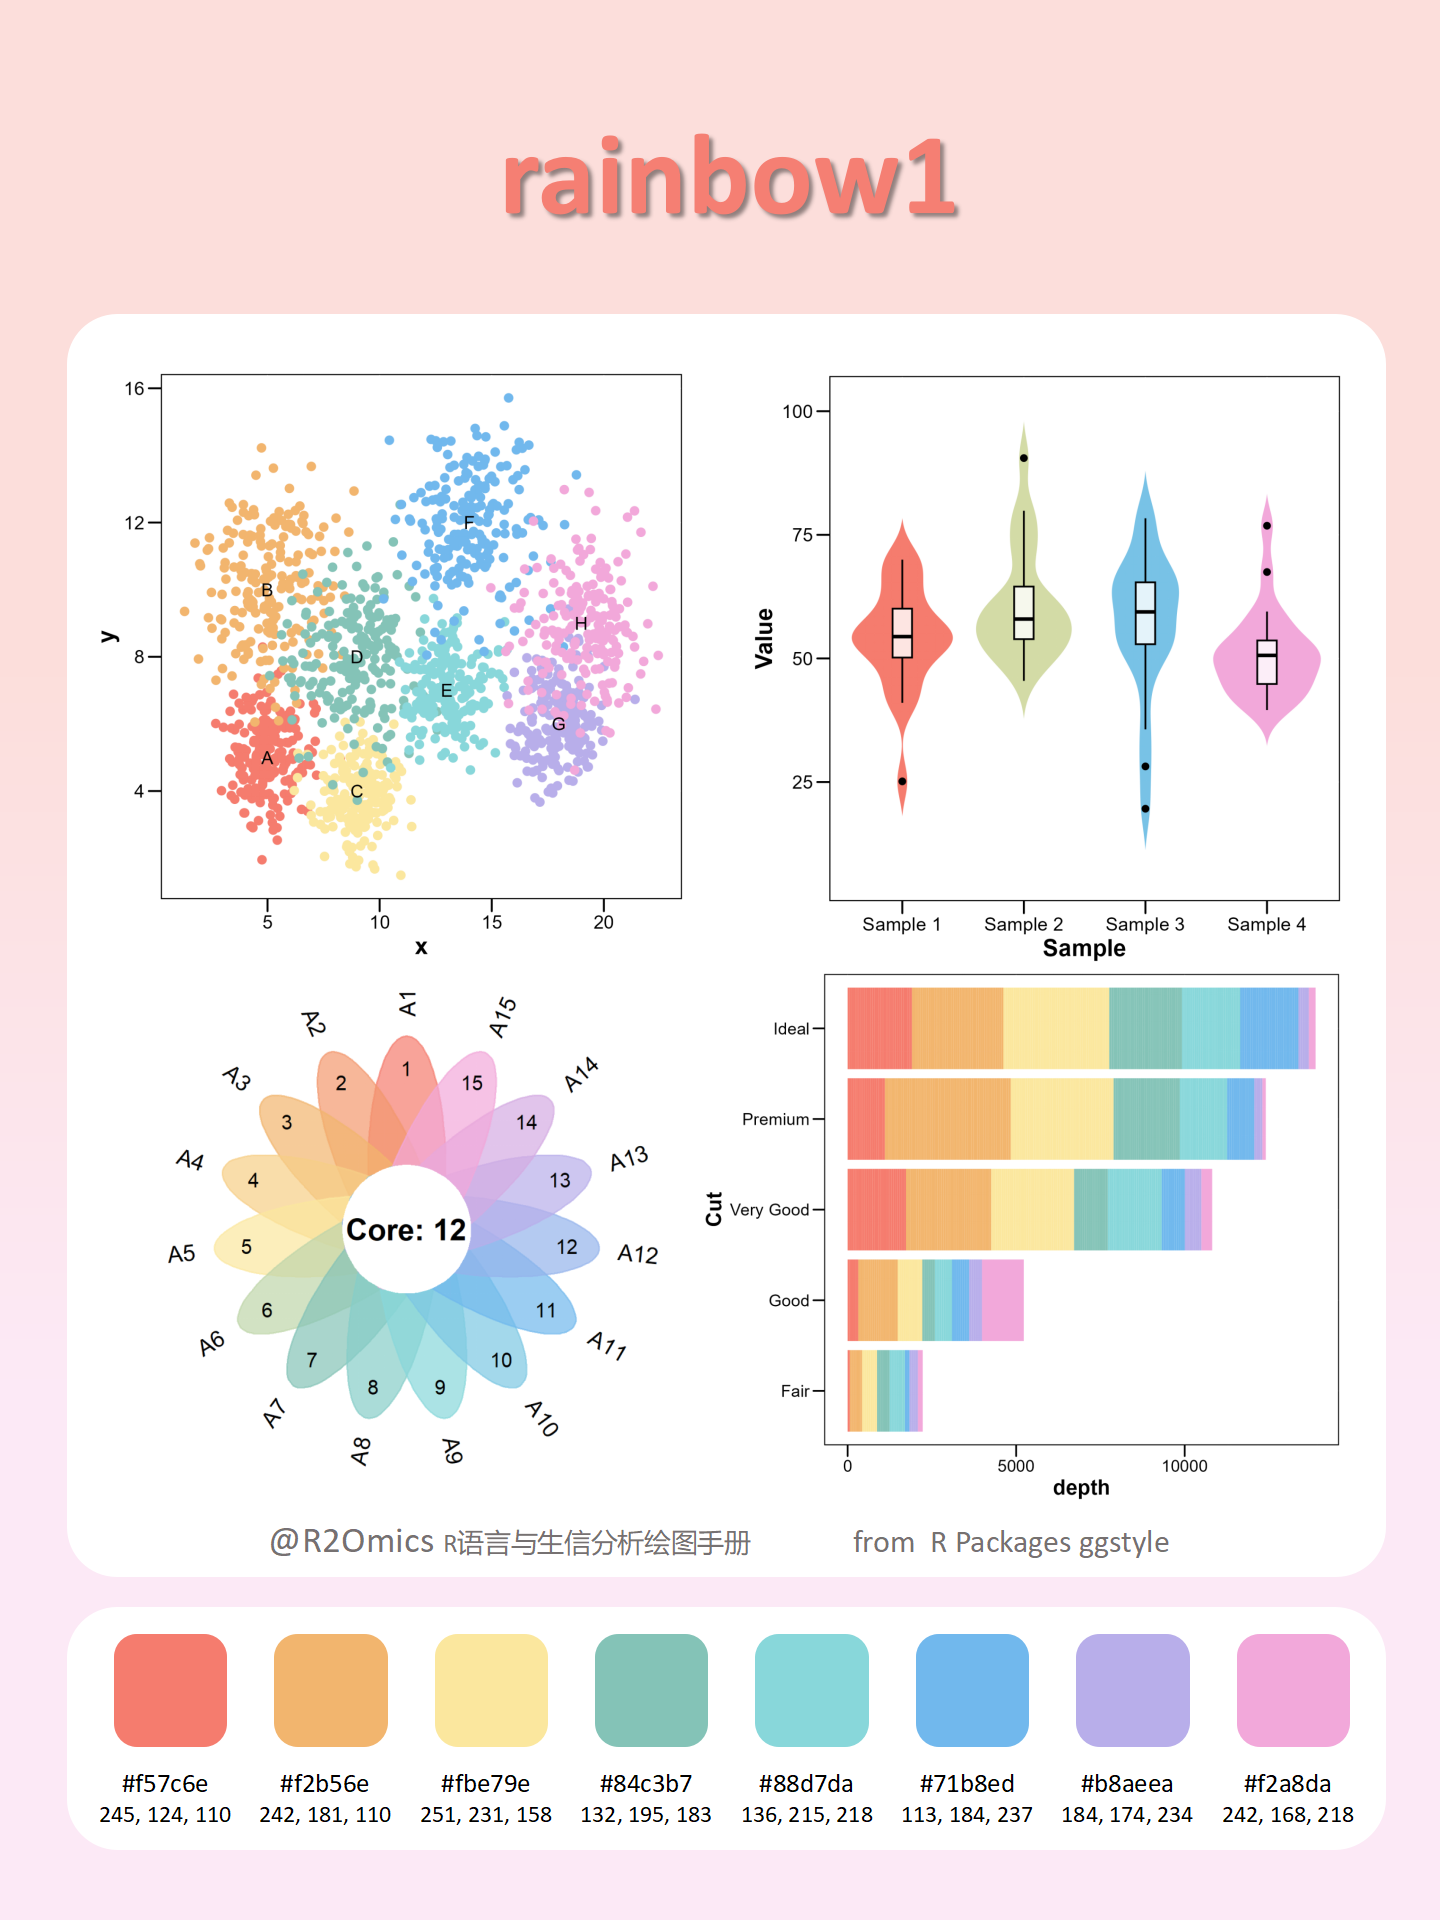 rainbow1
16
12
8
4
y
B
F
D
H
E
G
A
C
5
10
15
20
x
100
75
50
25
Value
Sample 1
Sample 2
Sample 3
Sample 4
Sample
A1
A2
A3
A4
A5
A6
A7
A8
A9
A10
A11
A12
A13
A14
A15
1
2
3
4
5
6
7
8
9
10
11
12
13
14
15
Core: 12
Cut
Ideal
Premium
Very Good
Good
Fair
0
5000
10000
depth
@R2Omics R语言与生信分析绘图手册
from R Packages ggstyle
#f57c6e #f2b56e #fbe79e #84c3b7 #88d7da #71b8ed #b8aeea #f2a8da
245, 124, 110 242, 181, 110 251, 231, 158 132, 195, 183 136, 215, 218 113, 184, 237 184, 174, 234 242, 168, 218